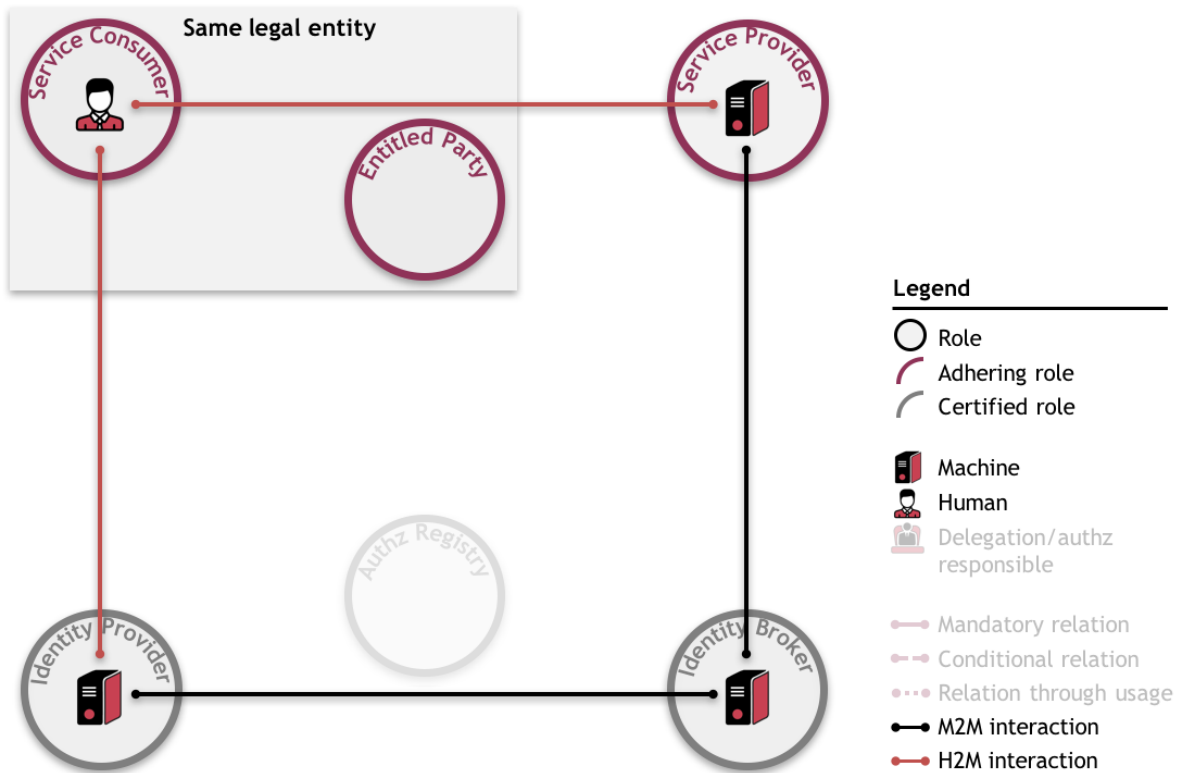 Same legal entity
Service Consumer
Service Provider
Entitled Party
Authz Registry
Identity Provider
Identity Broker
Legend
Role
Adhering role
Certified role
Machine
Human
Delegation/authz
responsible
Mandatory relation
Conditional relation
Relation through usage
M2M interaction
H2M interaction